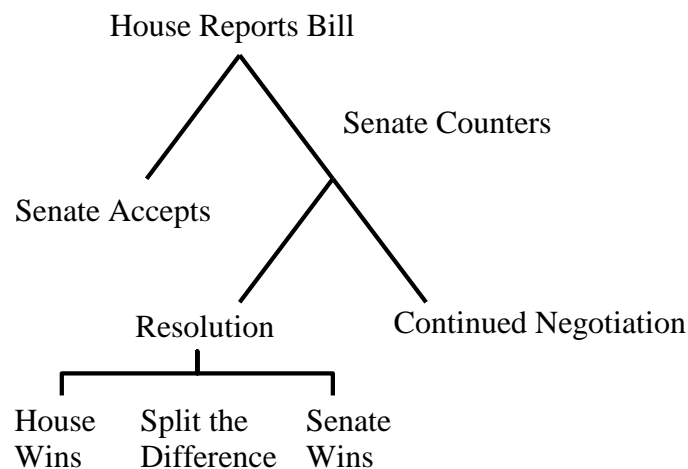 House Reports Bill
Senate Counters
Senate Accepts
Resolution
Continued Negotiation
House
Wins
Split the
Difference
Senate
Wins